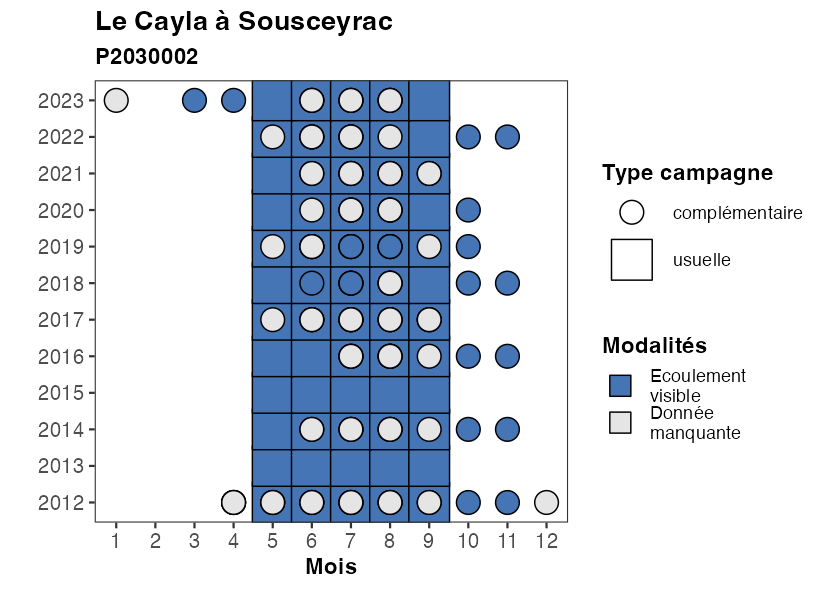 Le Cayla à Sousceyrac
P2030002
2023
2022
2021
2020
2019
2018
2017
2016
2015
2014
2013
2012
1 2 3 4 5 6 7 8 9 10 11 12
Mois
Type campagne
complémentaire
usuelle
Modalités
Ecoulement
visible
Donnée
manquante